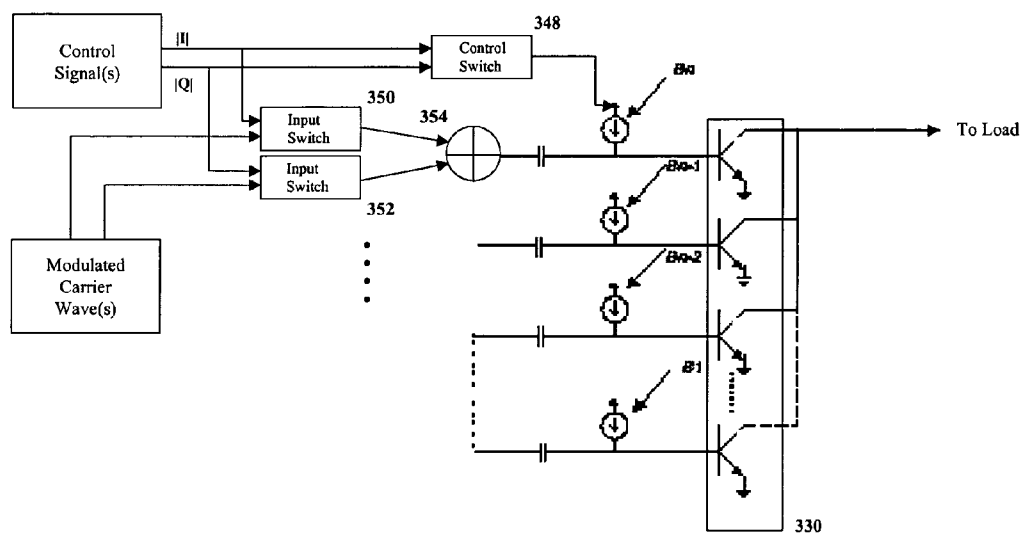 Control
Signal(s)
|I|
|Q|
348
Control
Switch
350
Input
Switch
354
Input
Switch
352
Modulated
Carrier
Wave(s)
Bn
Bn-1
Bn-2
B1
To Load
330